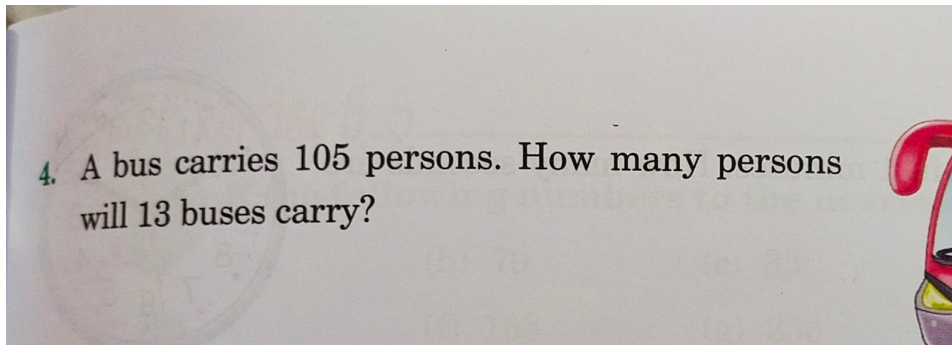 4. A bus carries 105 persons. How many persons
will 13 buses carry?